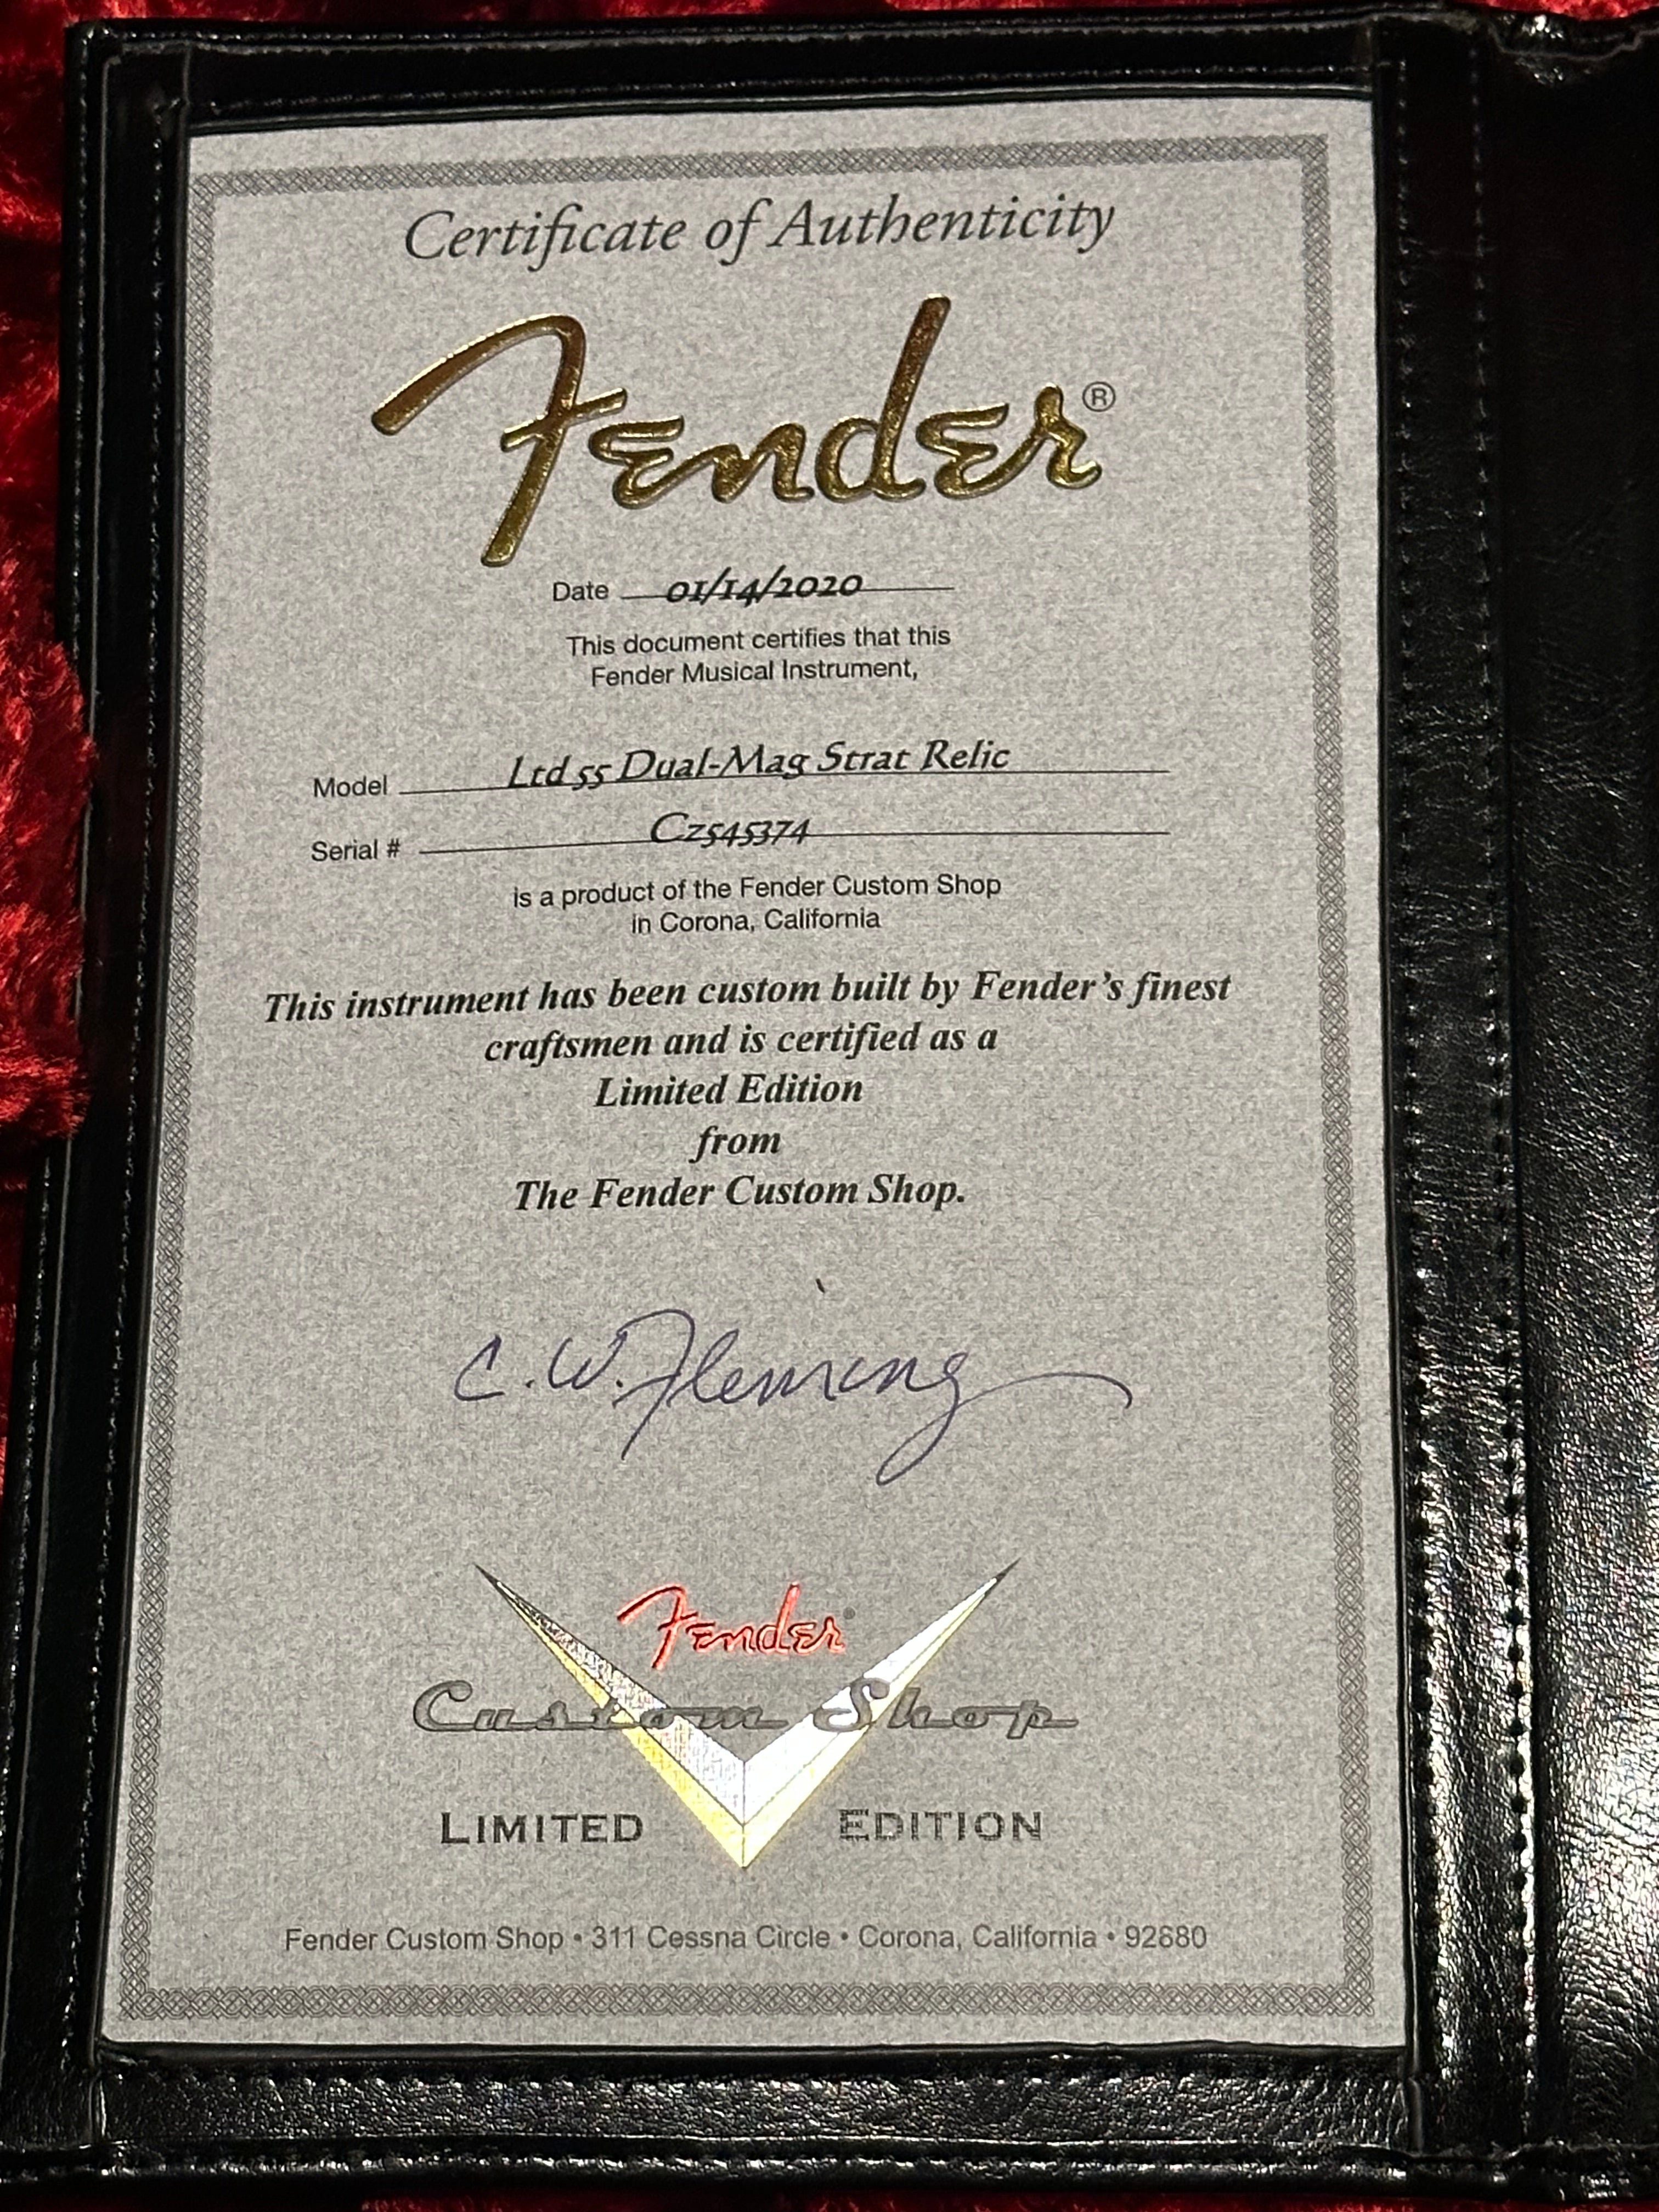 Certificate of Authenticity
Fender®
Date 01/14/2020
This document certifies that this
Fender Musical Instrument,
Model Ltd 55 Dual-Mag Strat Relic
Serial # Cz545374
is a product of the Fender Custom Shop
in Corona, California
This instrument has been custom built by Fender's finest
craftsmen and is certified as a
Limited Edition
from
The Fender Custom Shop.
C.W. Fleming
Fender®
Custom Shop
LIMITED EDITION
Fender Custom Shop • 311 Cessna Circle • Corona, California • 92880